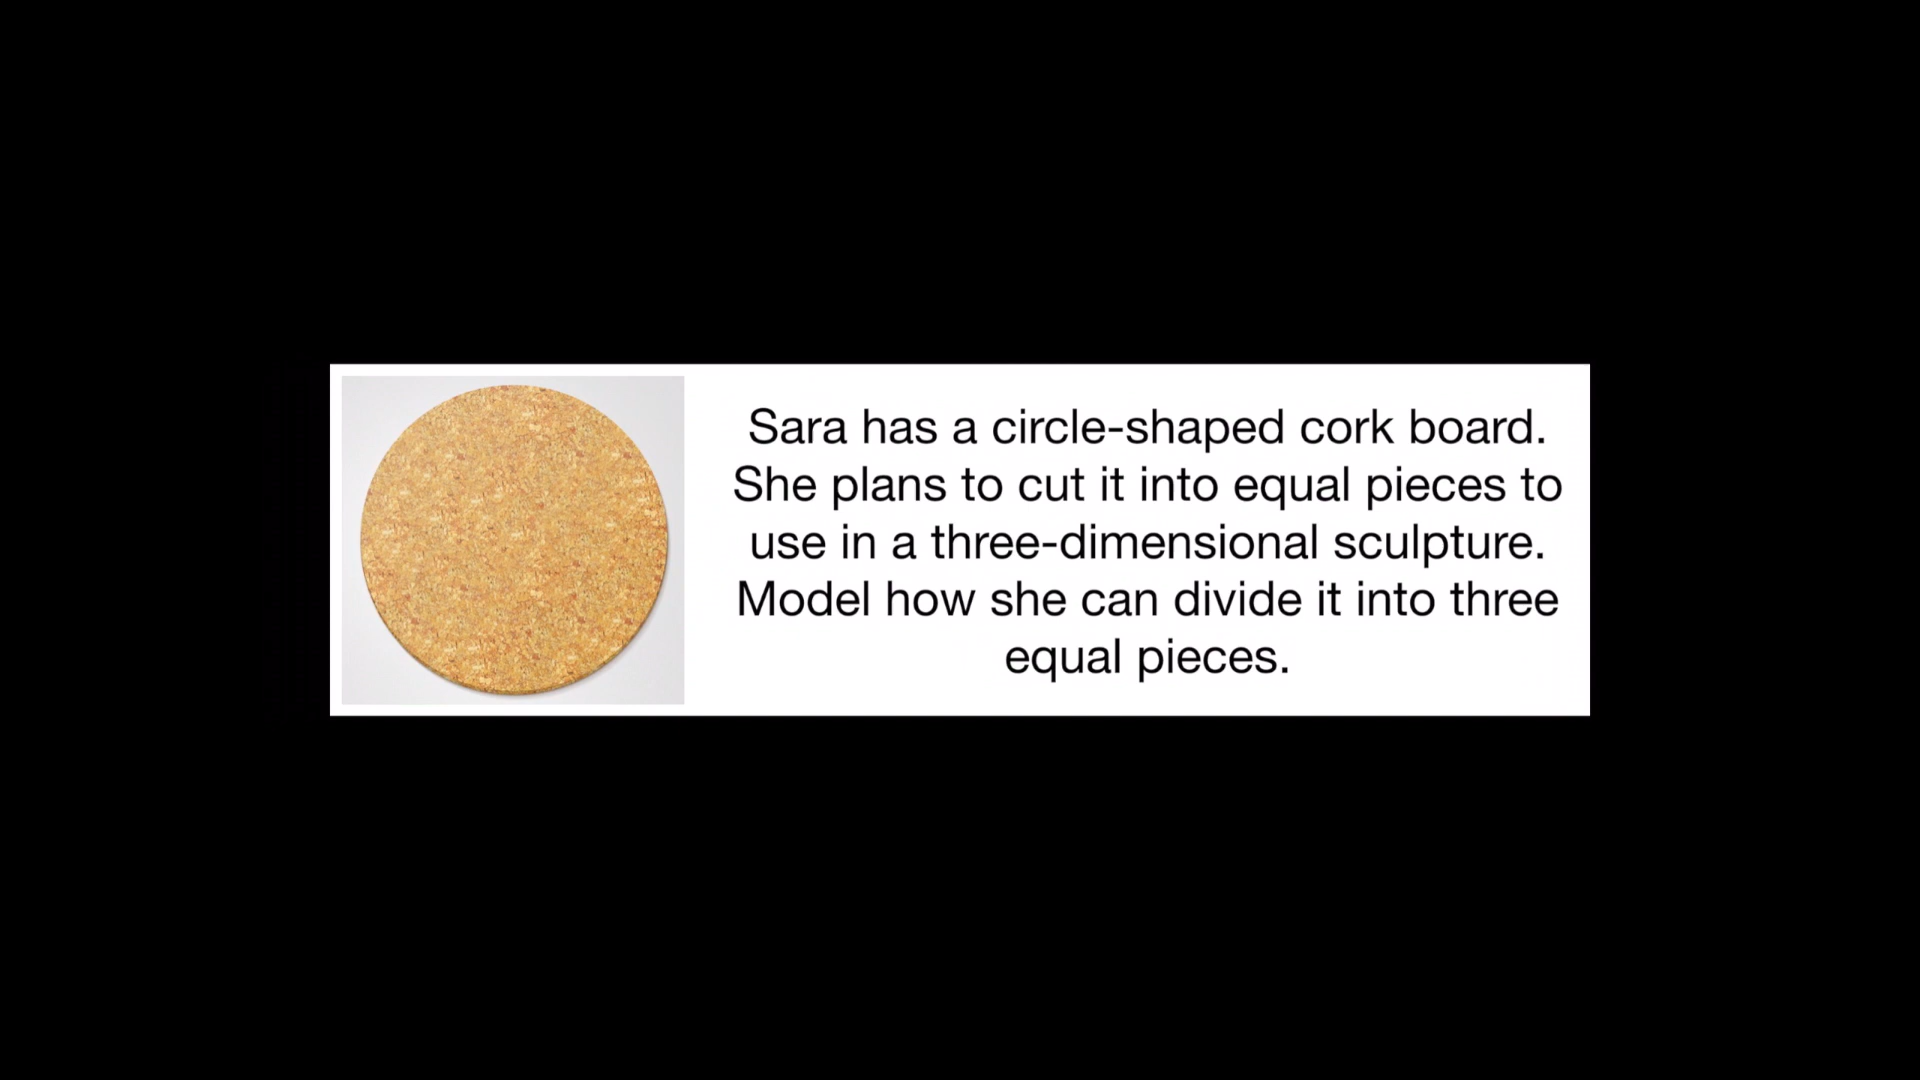 Sara has a circle-shaped cork board.
She plans to cut it into equal pieces to
use in a three-dimensional sculpture.
Model how she can divide it into three
equal pieces.